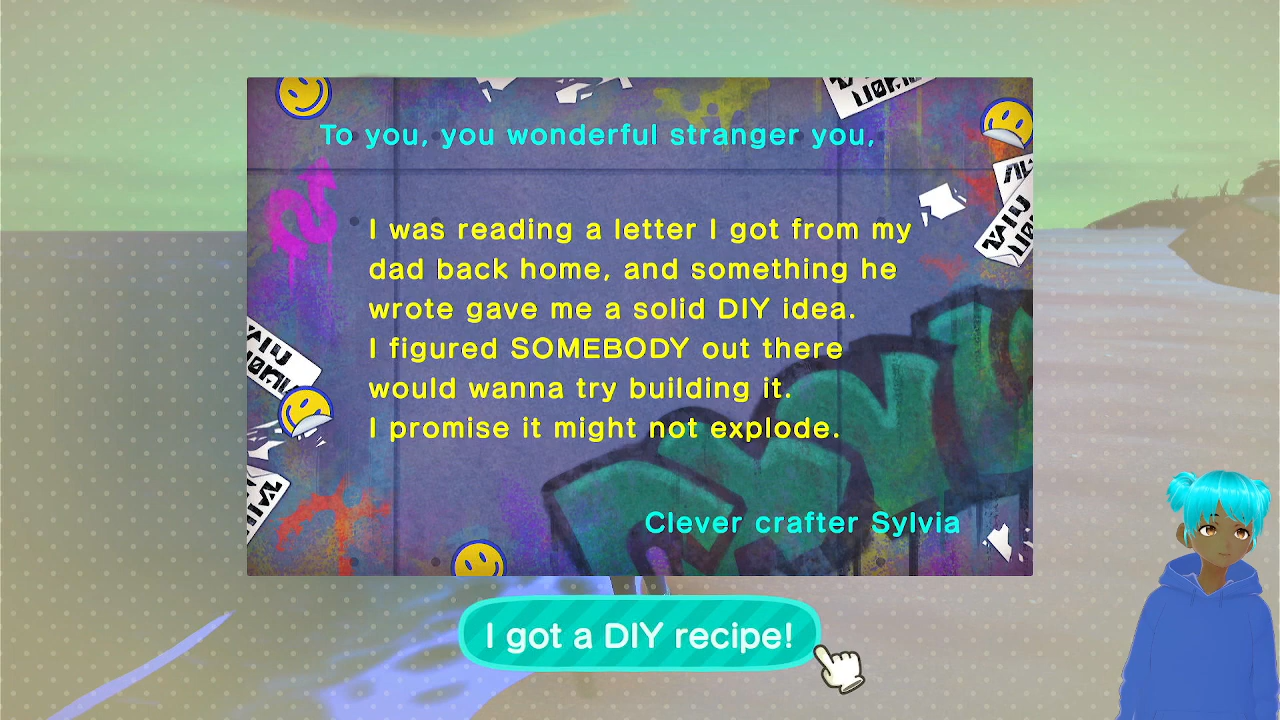 To you, you wonderful stranger you,
I was reading a letter I got from my
dad back home, and something he
wrote gave me a solid DIY idea.
I figured SOMEBODY out there
would wanna try building it.
I promise it might not explode.
Clever crafter Sylvia
I got a DIY recipe!